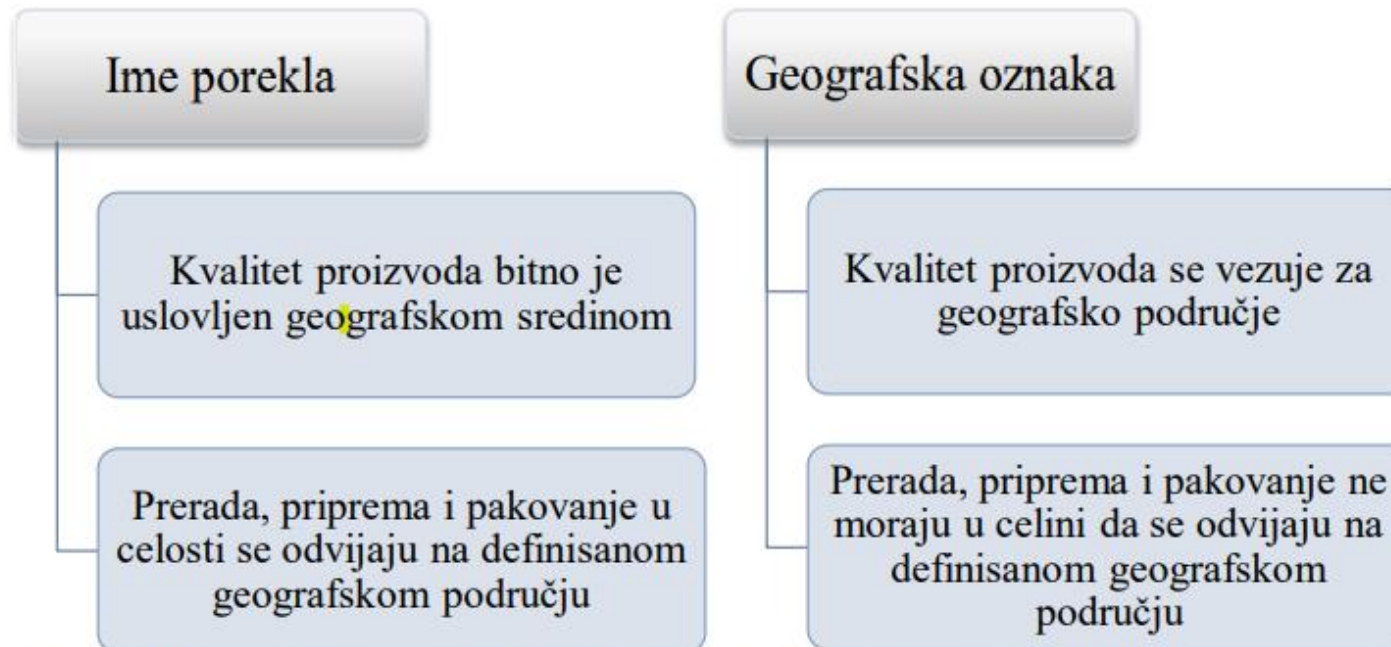 Ime porekla
Kvalitet proizvoda bitno je
uslovljen geografskom sredinom
Prerada, priprema i pakovanje u
celosti se odvijaju na definisanom
geografskom području
Geografska oznaka
Kvalitet proizvoda se vezuje za
geografsko područje
Prerada, priprema i pakovanje ne
moraju u celini da se odvijaju na
definisanom geografskom
području